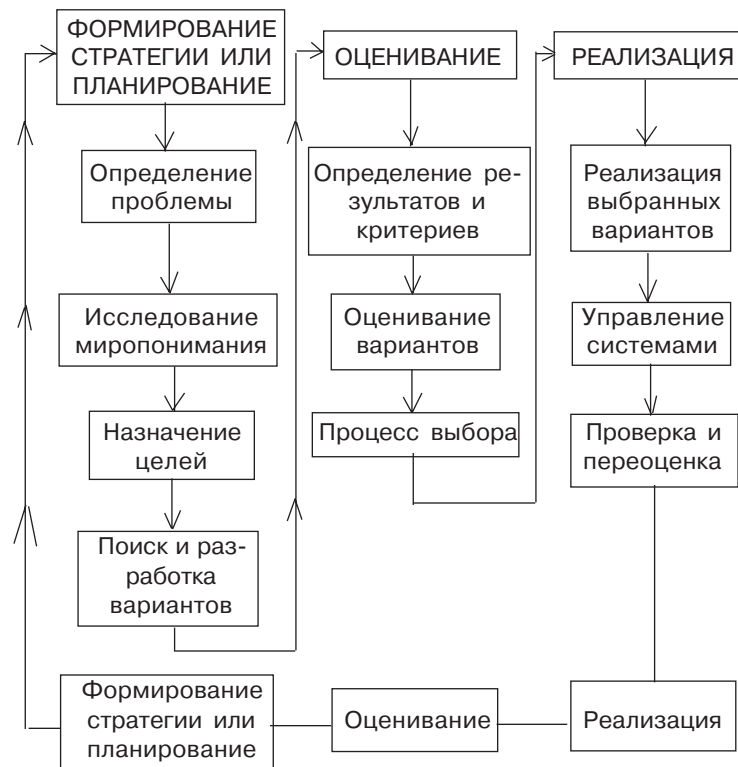 ФОРМИРОВАНИЕ
СТРАТЕГИИ ИЛИ
ПЛАНИРОВАНИЕ
Определение
проблемы
Исследование
миропонимания
Назначение
целей
Поиск и раз-
работка
вариантов
ОЦЕНИВАНИЕ
Определение ре-
зультатов и
критериев
Оценивание
вариантов
Процесс выбора
РЕАЛИЗАЦИЯ
Реализация
выбранных
вариантов
Управление
системами
Проверка и
переоценка
Формирование
стратегии или
планирование
Оценивание
Реализация